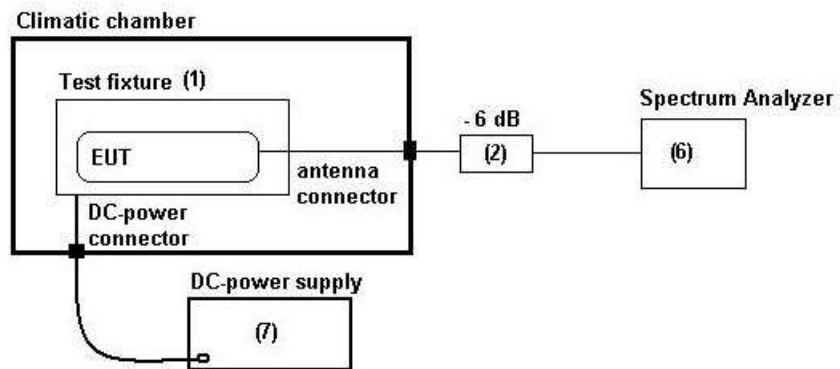 Climatic chamber
Test fixture (1)
EUT
antenna
connector
DC-power
connector
- 6 dB
(2)
Spectrum Analyzer
(6)
DC-power supply
(7)